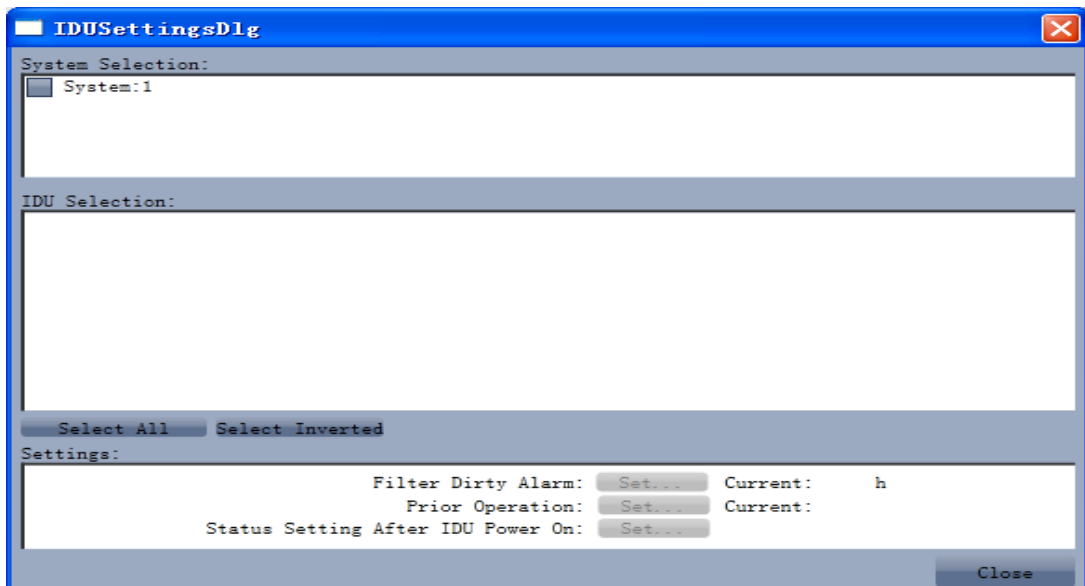 IDUSettingsDlg
System Selection:
System:1
IDU Selection:
Select All Select Inverted
Settings:
Filter Dirty Alarm: Set... Current: h
Prior Operation: Set... Current:
Status Setting After IDU Power On: Set...
Close